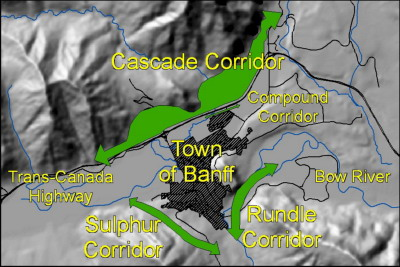 Cascade Corridor
Compound
Corridor
Town
of Banff
Trans-Canada
Highway
Bow River
Sulphur
Corridor
Rundle
Corridor